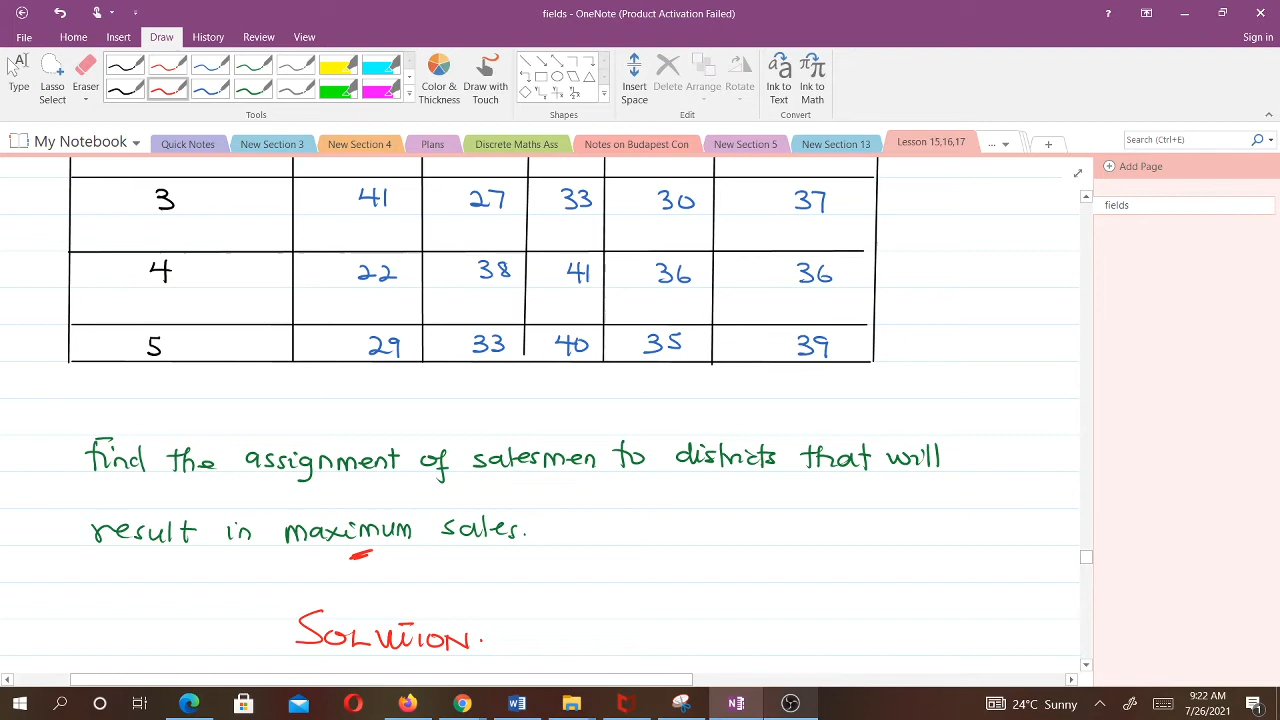 fields - OneNote (Product Activation Failed)
File Home Insert Draw History Review View Sign in
Type Lasso Select Eraser Color & Thickness Draw with Touch Insert Space Delete Arrange Rotate Ink to Text Ink to Math
Tools Shapes Edit Convert
My Notebook Quick Notes New Section 3 New Section 4 Plans Discrete Maths Ass Notes on Budapest Con New Section 5 New Section 13 Lesson 15,16,17 ... Search (Ctrl+E)
Add Page
fields
3 41 27 33 30 37
4 22 38 41 36 36
5 29 33 40 35 39
Find the assignment of salesmen to districts that will
result in maximum sales.
SOLUTION.
24°C Sunny 9:22 AM
7/26/2021